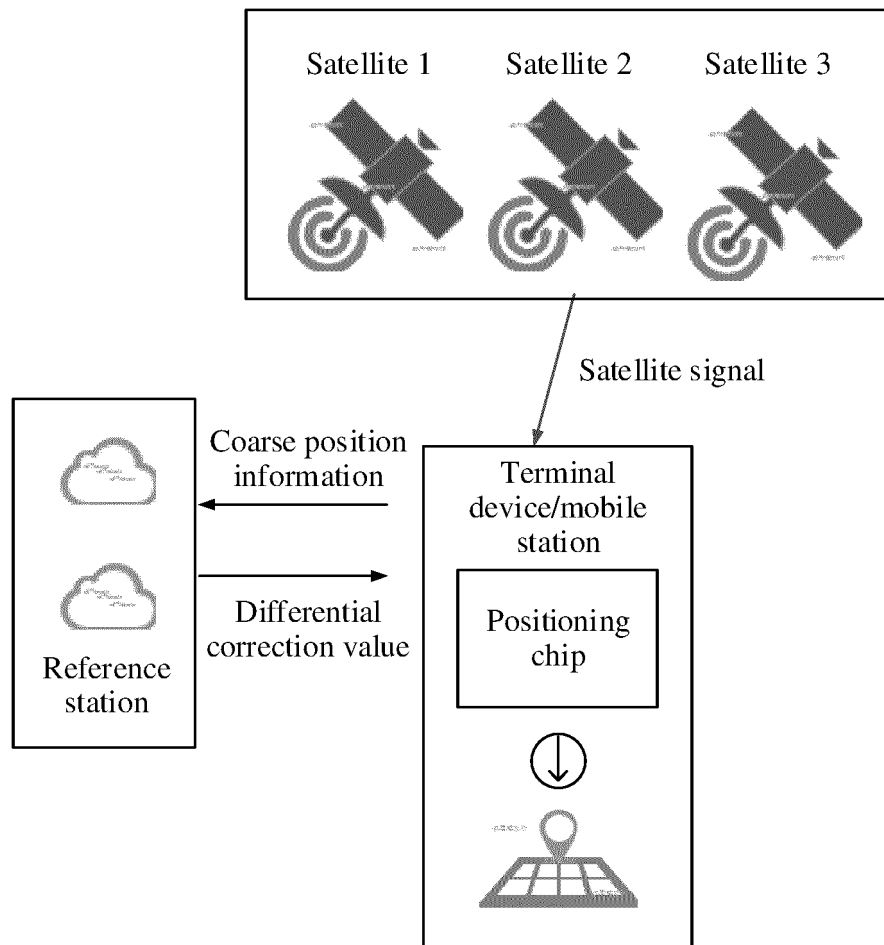 Satellite 1
Satellite 2
Satellite 3
Satellite signal
Coarse position
information
Differential
correction value
Reference
station
Terminal
device/mobile
station
Positioning
chip